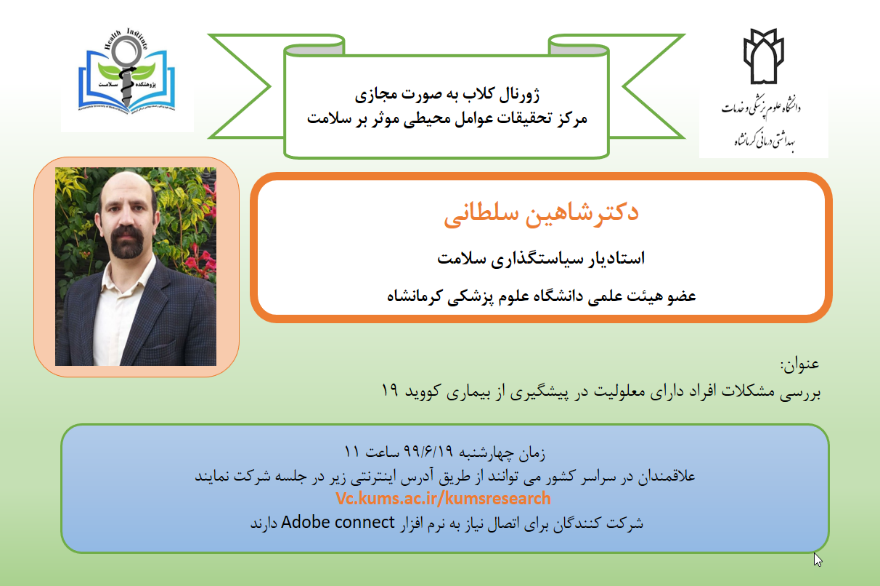 Health Institute
پژوهشکده سلامت
دانشگاه علوم پزشکی و خدمات
بهداشتی درمانی کرمانشاه
ژورنال کلاب به صورت مجازی
مرکز تحقیقات عوامل محیطی موثر بر سلامت
دکترشاهین سلطانی
استادیار سیاستگذاری سلامت
عضو هیئت علمی دانشگاه علوم پزشکی کرمانشاه
عنوان:
بررسی مشکلات افراد دارای معلولیت در پیشگیری از بیماری کووید ۱۹
زمان چهارشنبه ۹۹/۶/۱۹ ساعت ۱۱
علاقمندان در سراسر کشور می توانند از طریق آدرس اینترنتی زیر در جلسه شرکت نمایند
Vc.kums.ac.ir/kumsresearch
شرکت کنندگان برای اتصال نیاز به نرم افزار Adobe connect دارند